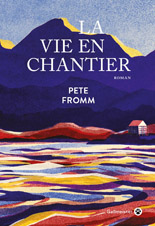 LA
VIE EN
CHANTIER
ROMAN
PETE
FROMM
Gallmeister